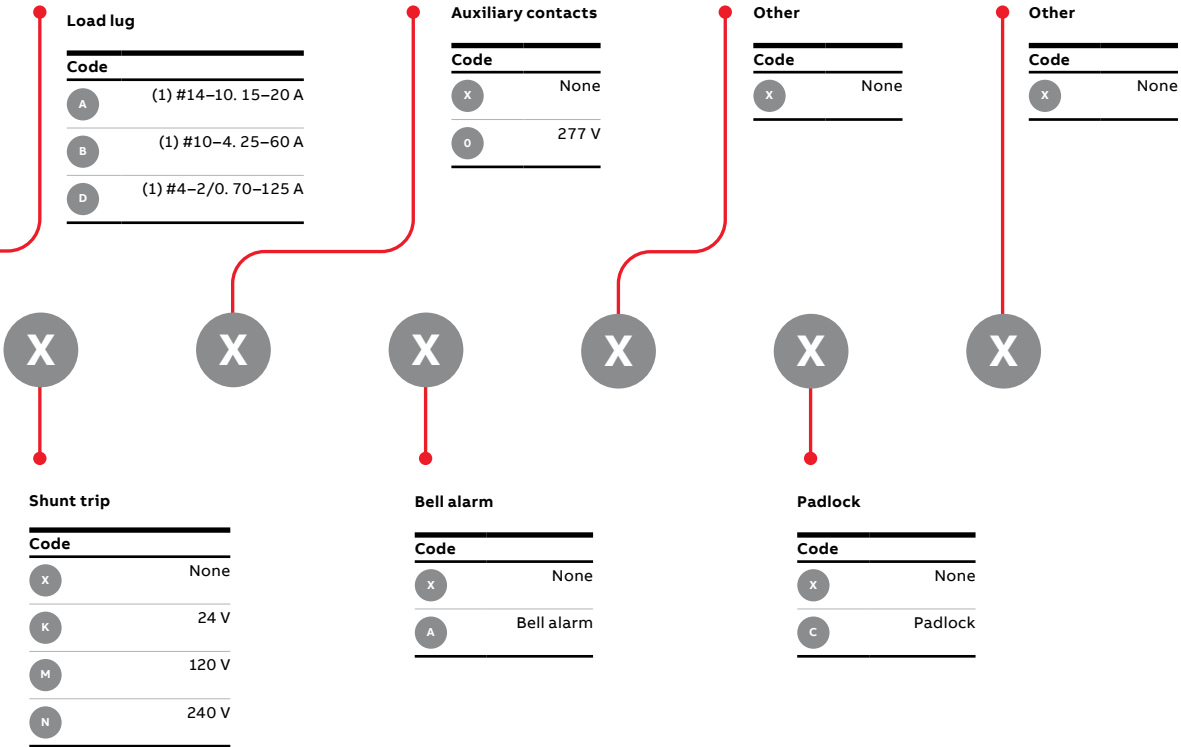 Load lug
Code
A (1) #14–10. 15–20 A
B (1) #10–4. 25–60 A
D (1) #4–2/0. 70–125 A
Auxiliary contacts
Code
X None
0 277 V
Other
Code
X None
Other
Code
X None
X X X X X X
Shunt trip
Code
X None
K 24 V
M 120 V
N 240 V
Bell alarm
Code
X None
A Bell alarm
Padlock
Code
X None
C Padlock